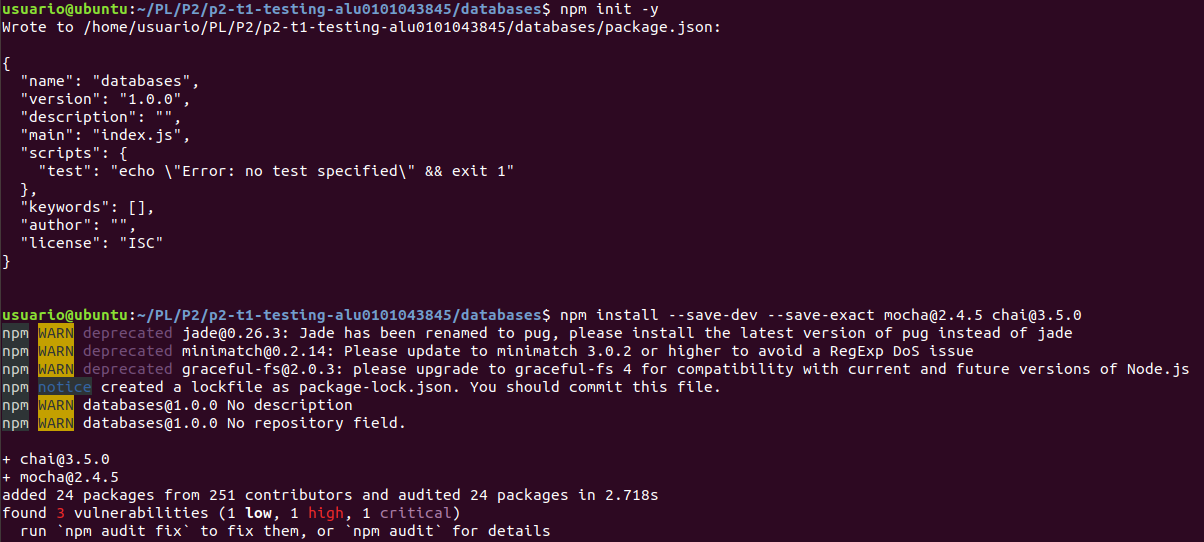 usuario@ubuntu:~/PL/P2/p2-t1-testing-alu0101043845/databases$ npm init -y
Wrote to /home/usuario/PL/P2/p2-t1-testing-alu0101043845/databases/package.json:

{
  "name": "databases",
  "version": "1.0.0",
  "description": "",
  "main": "index.js",
  "scripts": {
    "test": "echo \"Error: no test specified\" && exit 1"
  },
  "keywords": [],
  "author": "",
  "license": "ISC"
}

usuario@ubuntu:~/PL/P2/p2-t1-testing-alu0101043845/databases$ npm install --save-dev --save-exact mocha@2.4.5 chai@3.5.0
npm WARN deprecated jade@0.26.3: Jade has been renamed to pug, please install the latest version of pug instead of jade
npm WARN deprecated minimatch@0.2.14: Please update to minimatch 3.0.2 or higher to avoid a RegExp DoS issue
npm WARN deprecated graceful-fs@2.0.3: please upgrade to graceful-fs 4 for compatibility with current and future versions of Node.js
npm notice created a lockfile as package-lock.json. You should commit this file.
npm WARN databases@1.0.0 No description
npm WARN databases@1.0.0 No repository field.

+ chai@3.5.0
+ mocha@2.4.5
added 24 packages from 251 contributors and audited 24 packages in 2.718s
found 3 vulnerabilities (1 low, 1 high, 1 critical)
  run `npm audit fix` to fix them, or `npm audit` for details